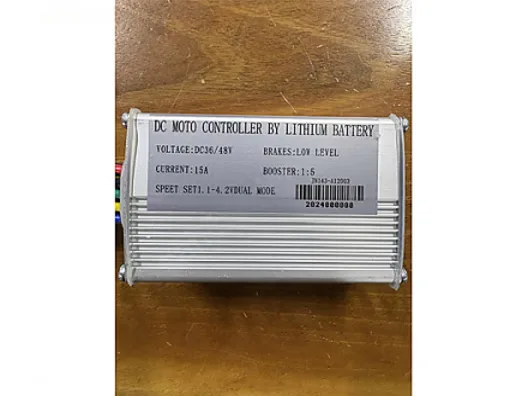 DC MOTO CONTROLLER BY LITHIUM BATTERY
VOLTAGE:DC36/48V BRAKES:LOW LEVEL
CURRENT:15A BOOSTER:1:5
SPEET SET1.1-4.2VDUAL MODE
2024080008